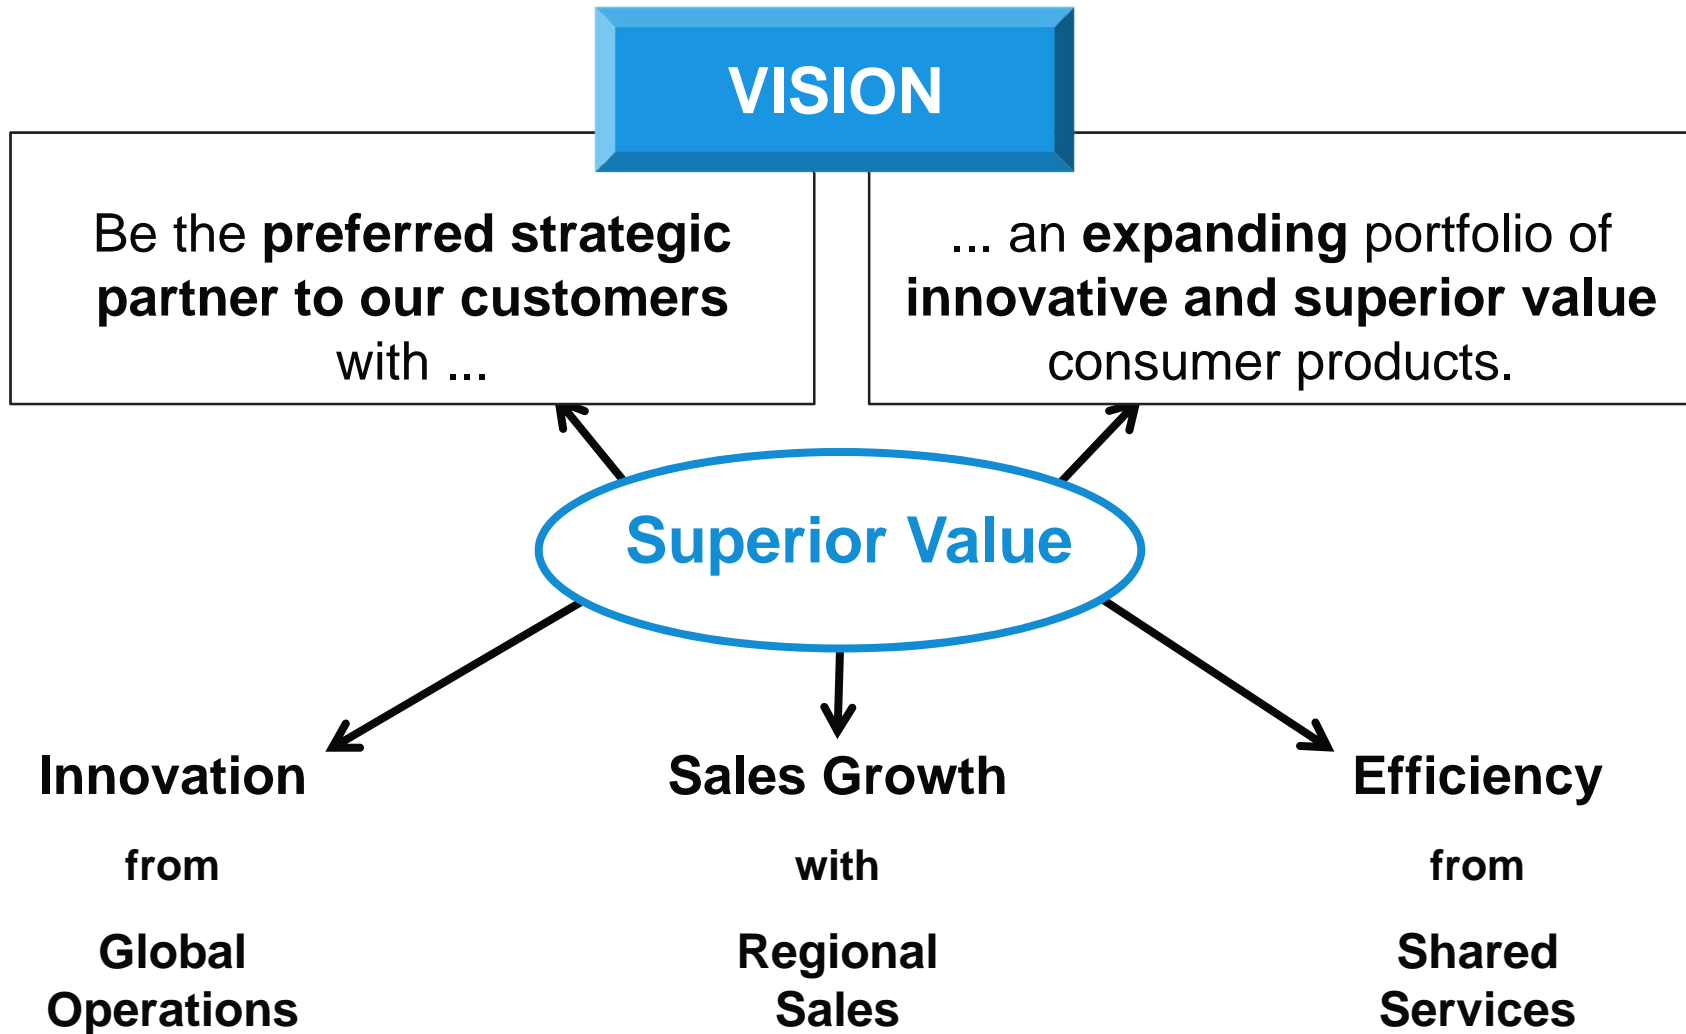 VISION
Be the preferred strategic
partner to our customers
with ...
... an expanding portfolio of
innovative and superior value
consumer products.
Superior Value
Innovation
from
Global
Operations
Sales Growth
with
Regional
Sales
Efficiency
from
Shared
Services